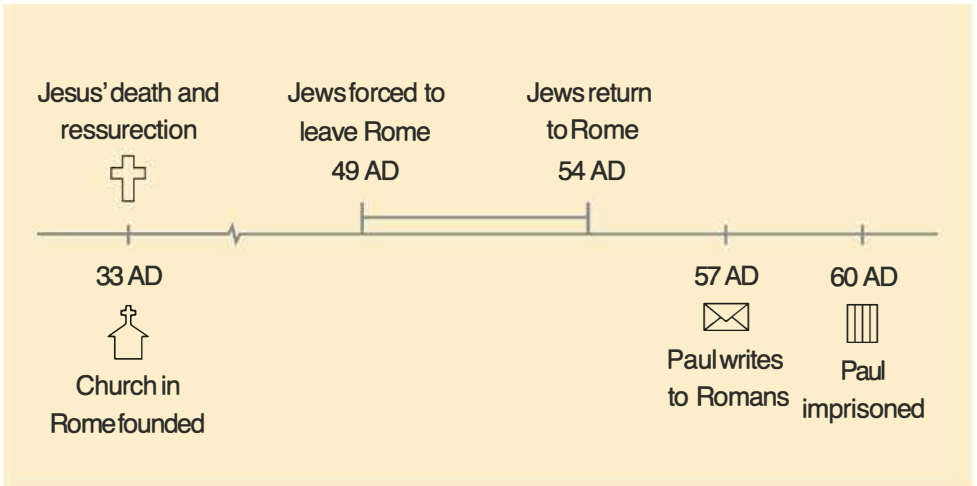 Jesus’ death and
ressurection
Jews forced to
leave Rome
49 AD
Jews return
to Rome
54 AD
33 AD
Church in
Rome founded
57 AD
Paul writes
to Romans
60 AD
Paul
imprisoned